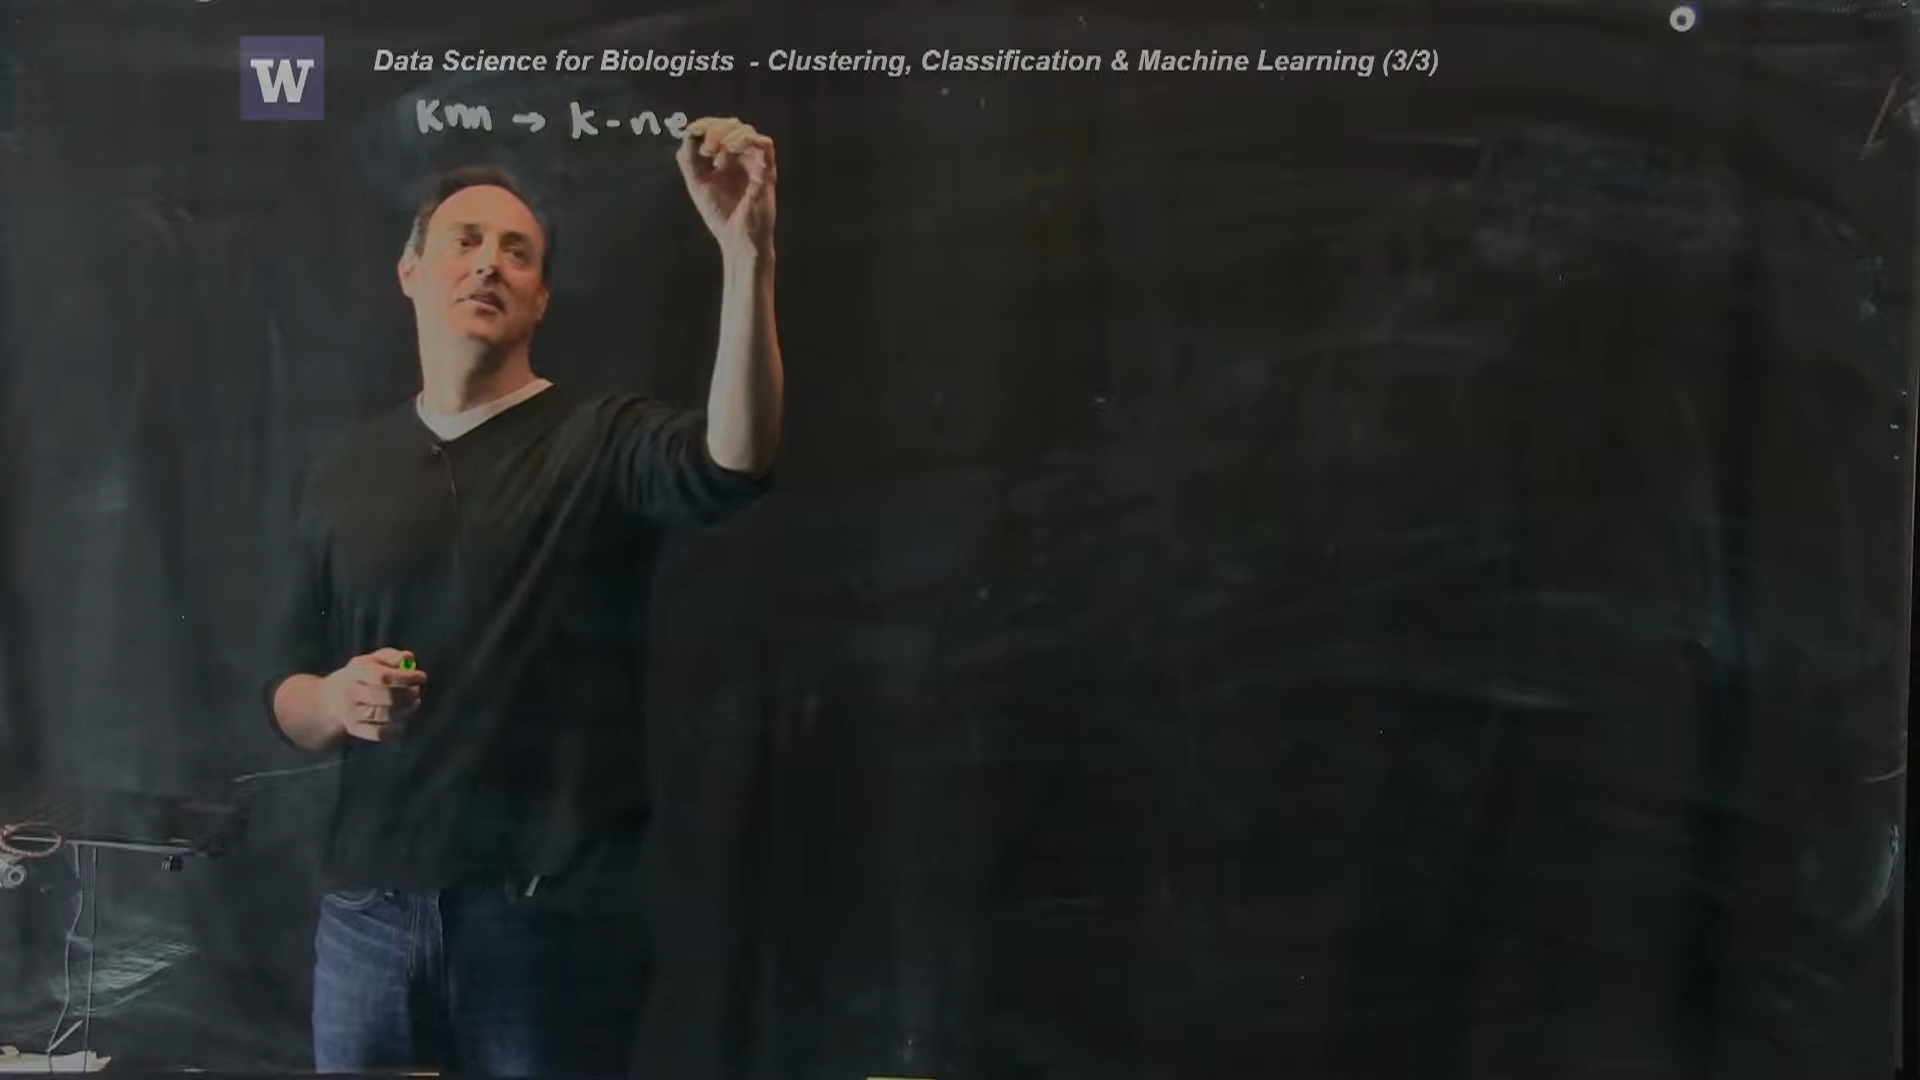 W
Data Science for Biologists - Clustering, Classification & Machine Learning (3/3)
Knn → k-ne